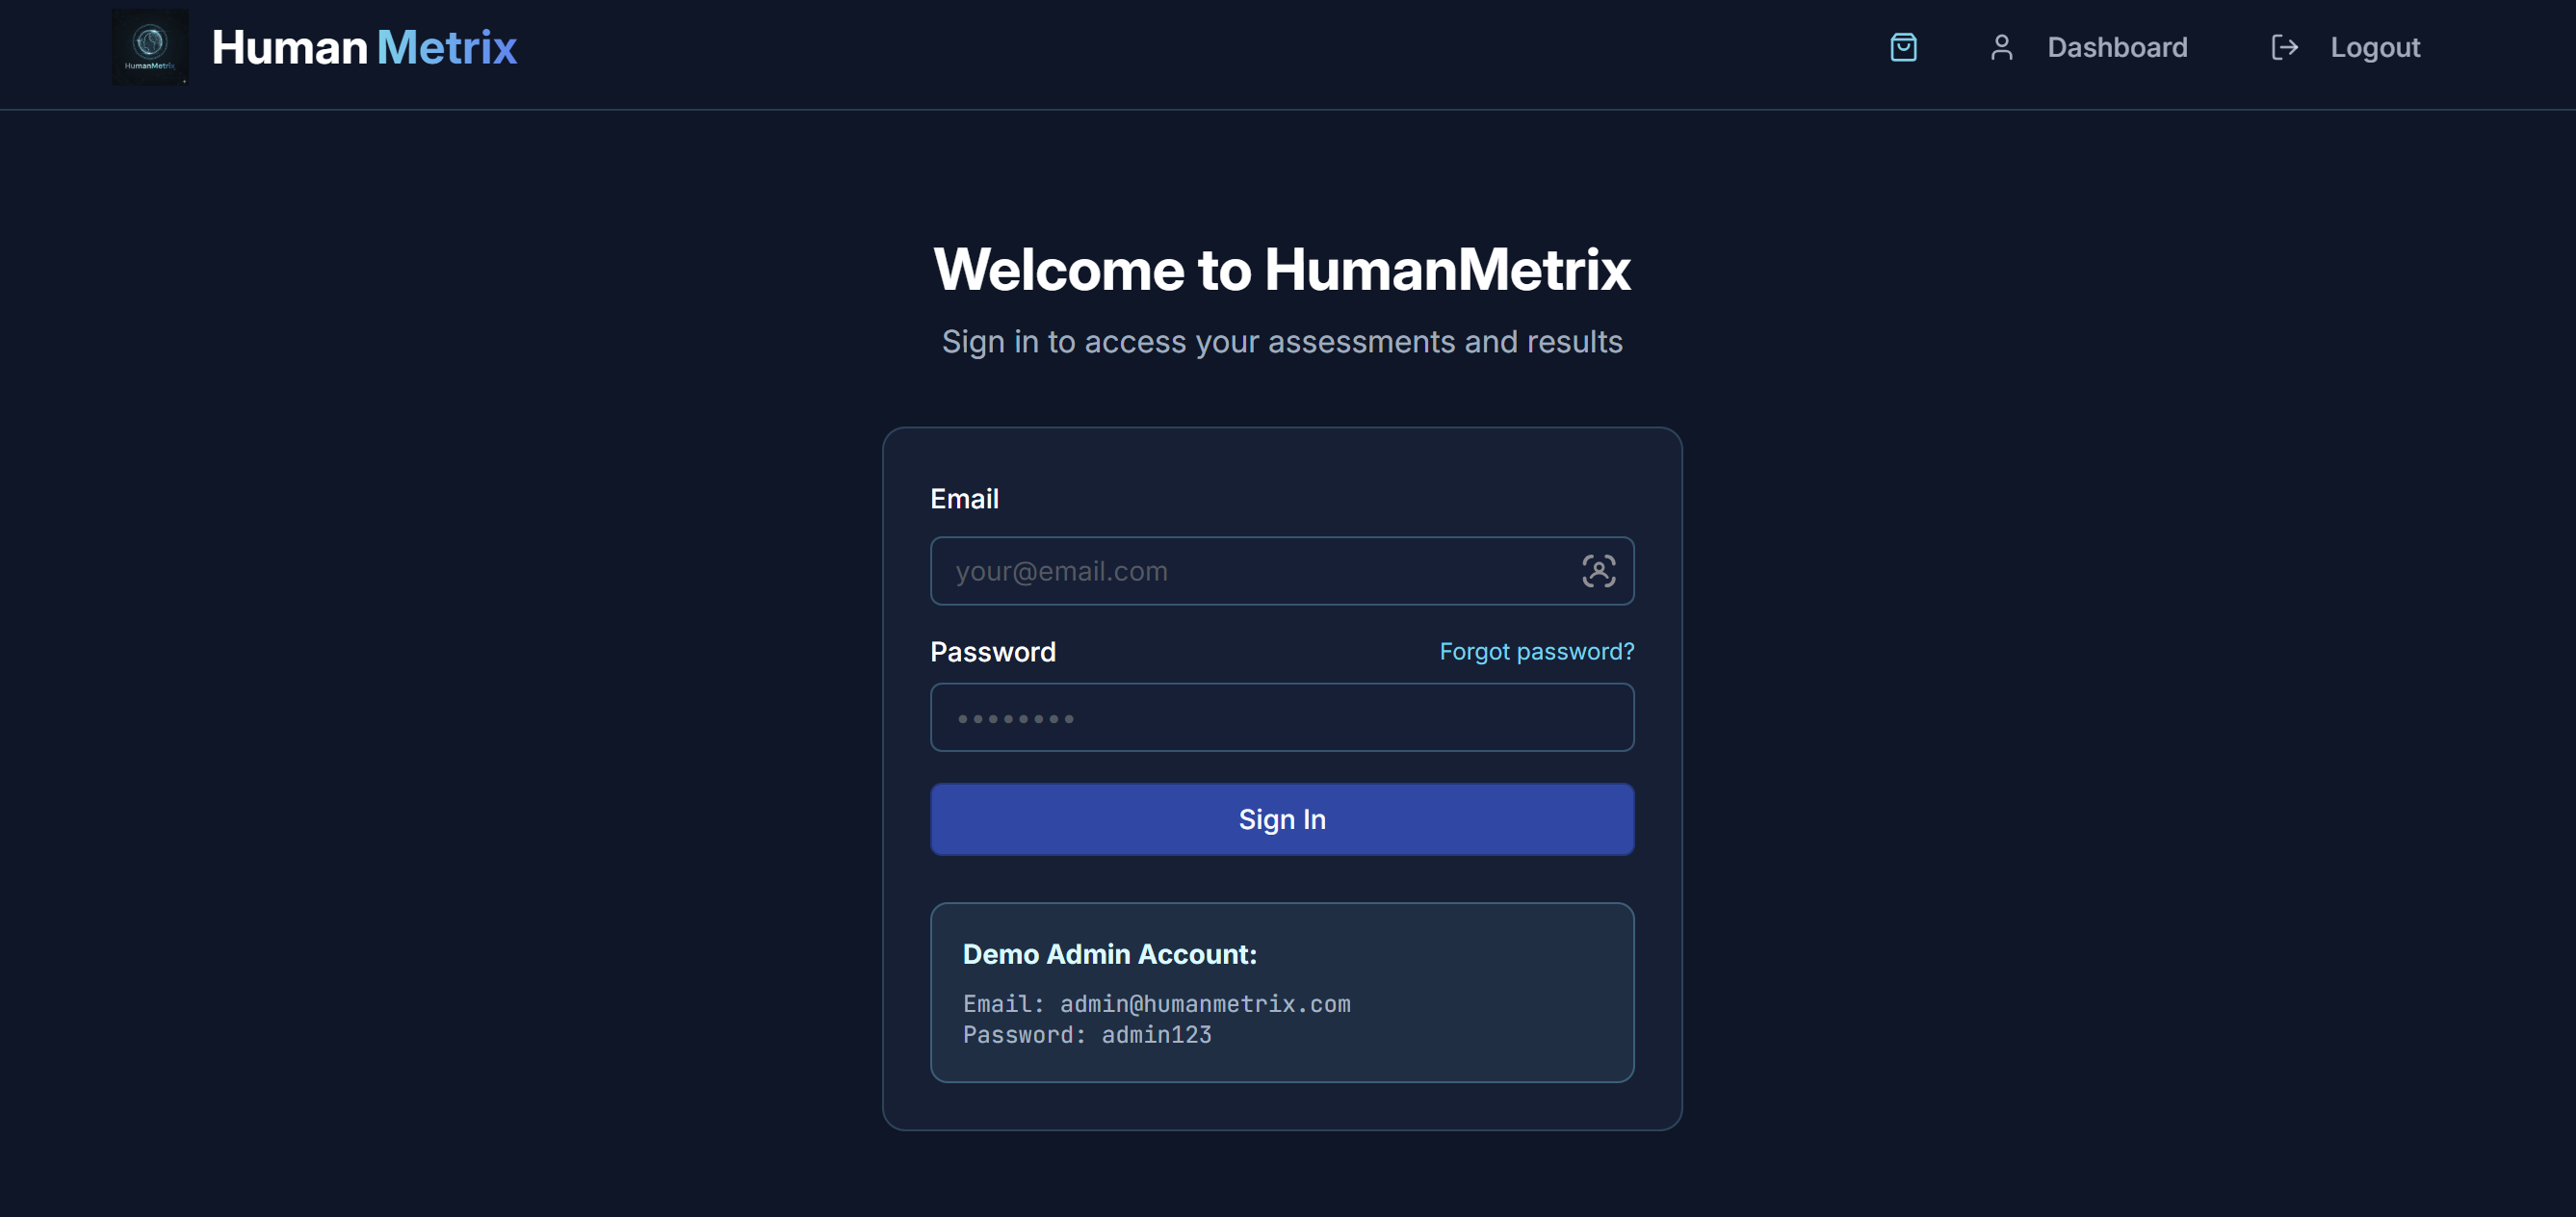 HumanMetrix
Human Metrix
Dashboard
Logout
Welcome to HumanMetrix
Sign in to access your assessments and results
Email
your@email.com
Password
Forgot password?
Sign In
Demo Admin Account:
Email: admin@humanmetrix.com
Password: admin123